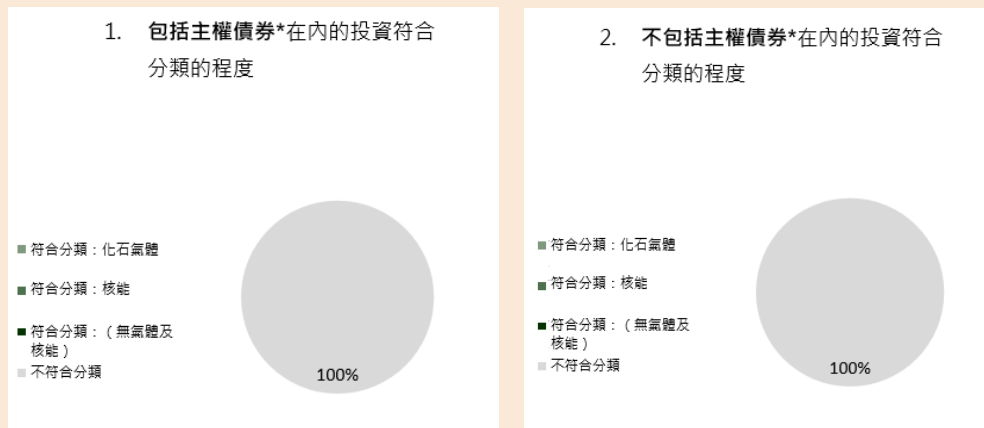 1. 包括主權債券*在內的投資符合
分類的程度
符合分類：化石氣體
符合分類：核能
符合分類：（無氣體及
核能）
不符合分類
100%
2. 不包括主權債券*在內的投資符合
分類的程度
符合分類：化石氣體
符合分類：核能
符合分類：（無氣體及
核能）
不符合分類
100%